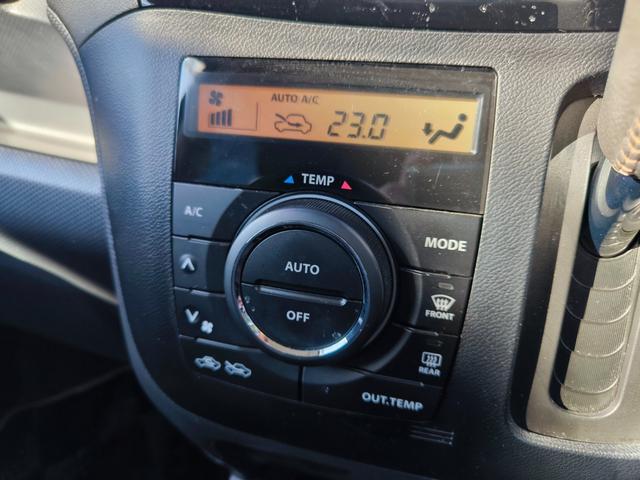 AUTO A/C
23.0
TEMP
A/C
MODE
AUTO
OFF
FRONT
REAR
OUT.TEMP